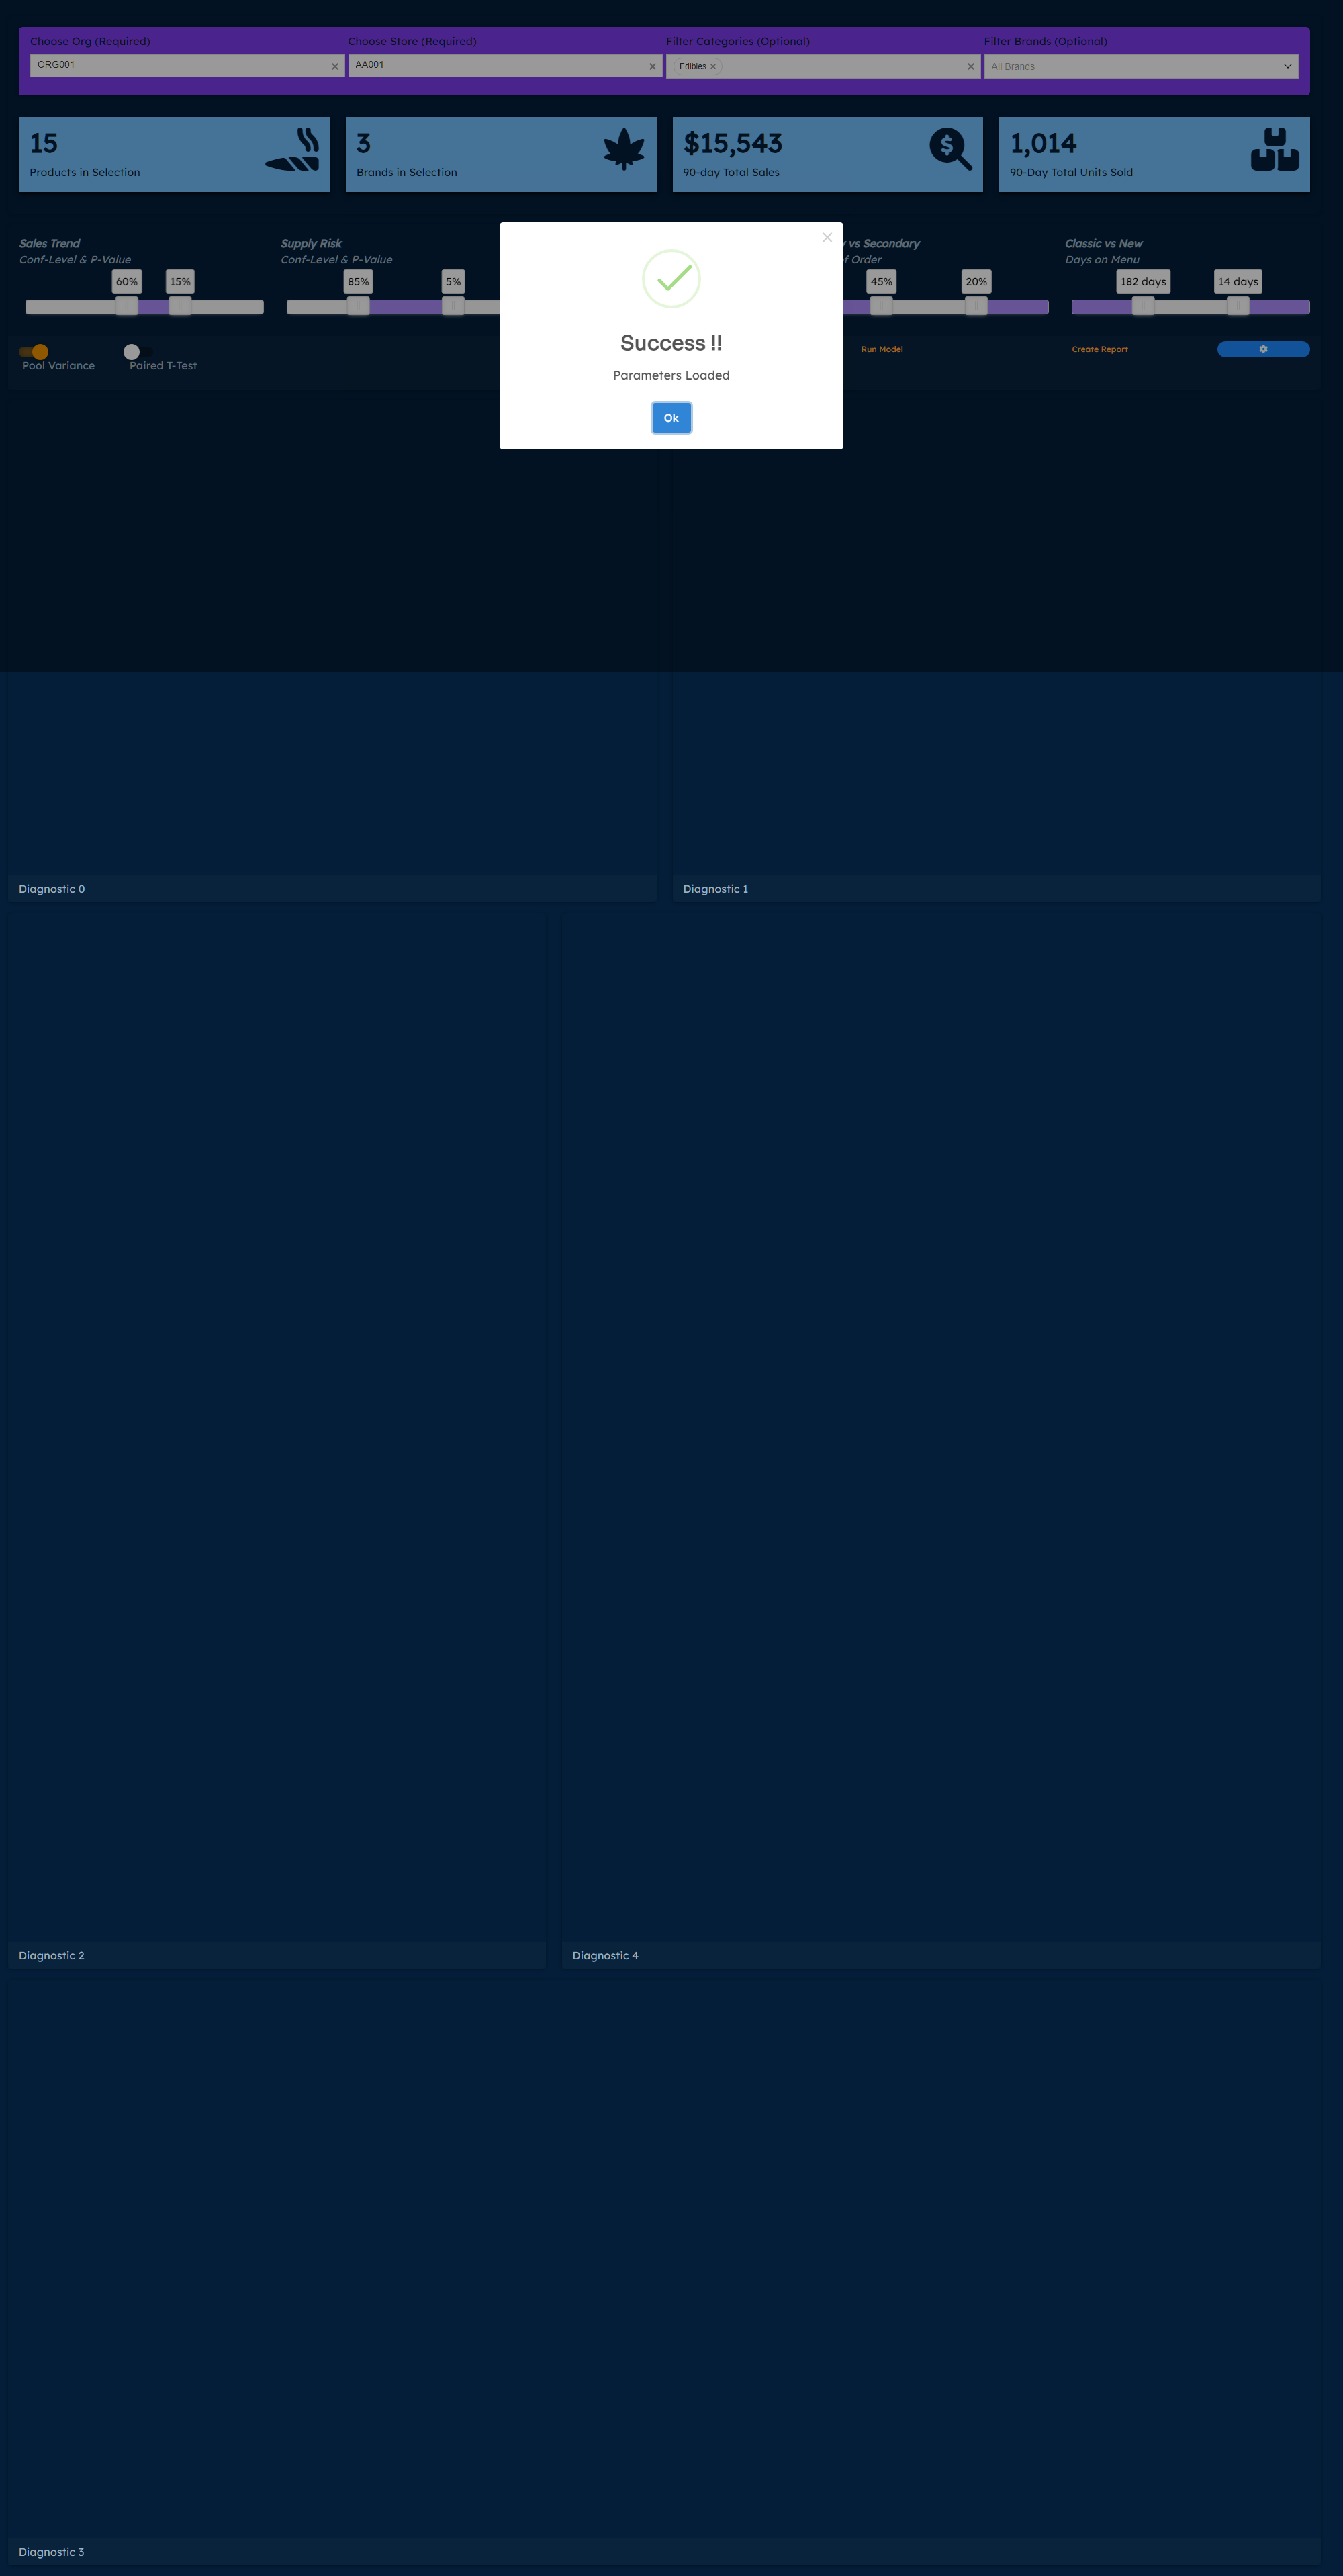 Choose Org (Required)
Choose Store (Required)
Filter Categories (Optional)
Filter Brands (Optional)
ORG001
AA001
Edibles
All Brands
15
Products in Selection
3
Brands in Selection
$15,543
90-day Total Sales
1,014
90-Day Total Units Sold
Sales Trend
Conf-Level & P-Value
60%
15%
Supply Risk
Conf-Level & P-Value
85%
5%
vs Secondary
Order
45%
20%
Classic vs New
Days on Menu
182 days
14 days
Pool Variance
Paired T-Test
Run Model
Create Report
Success !!
Parameters Loaded
Ok
Diagnostic 0
Diagnostic 1
Diagnostic 2
Diagnostic 4
Diagnostic 3